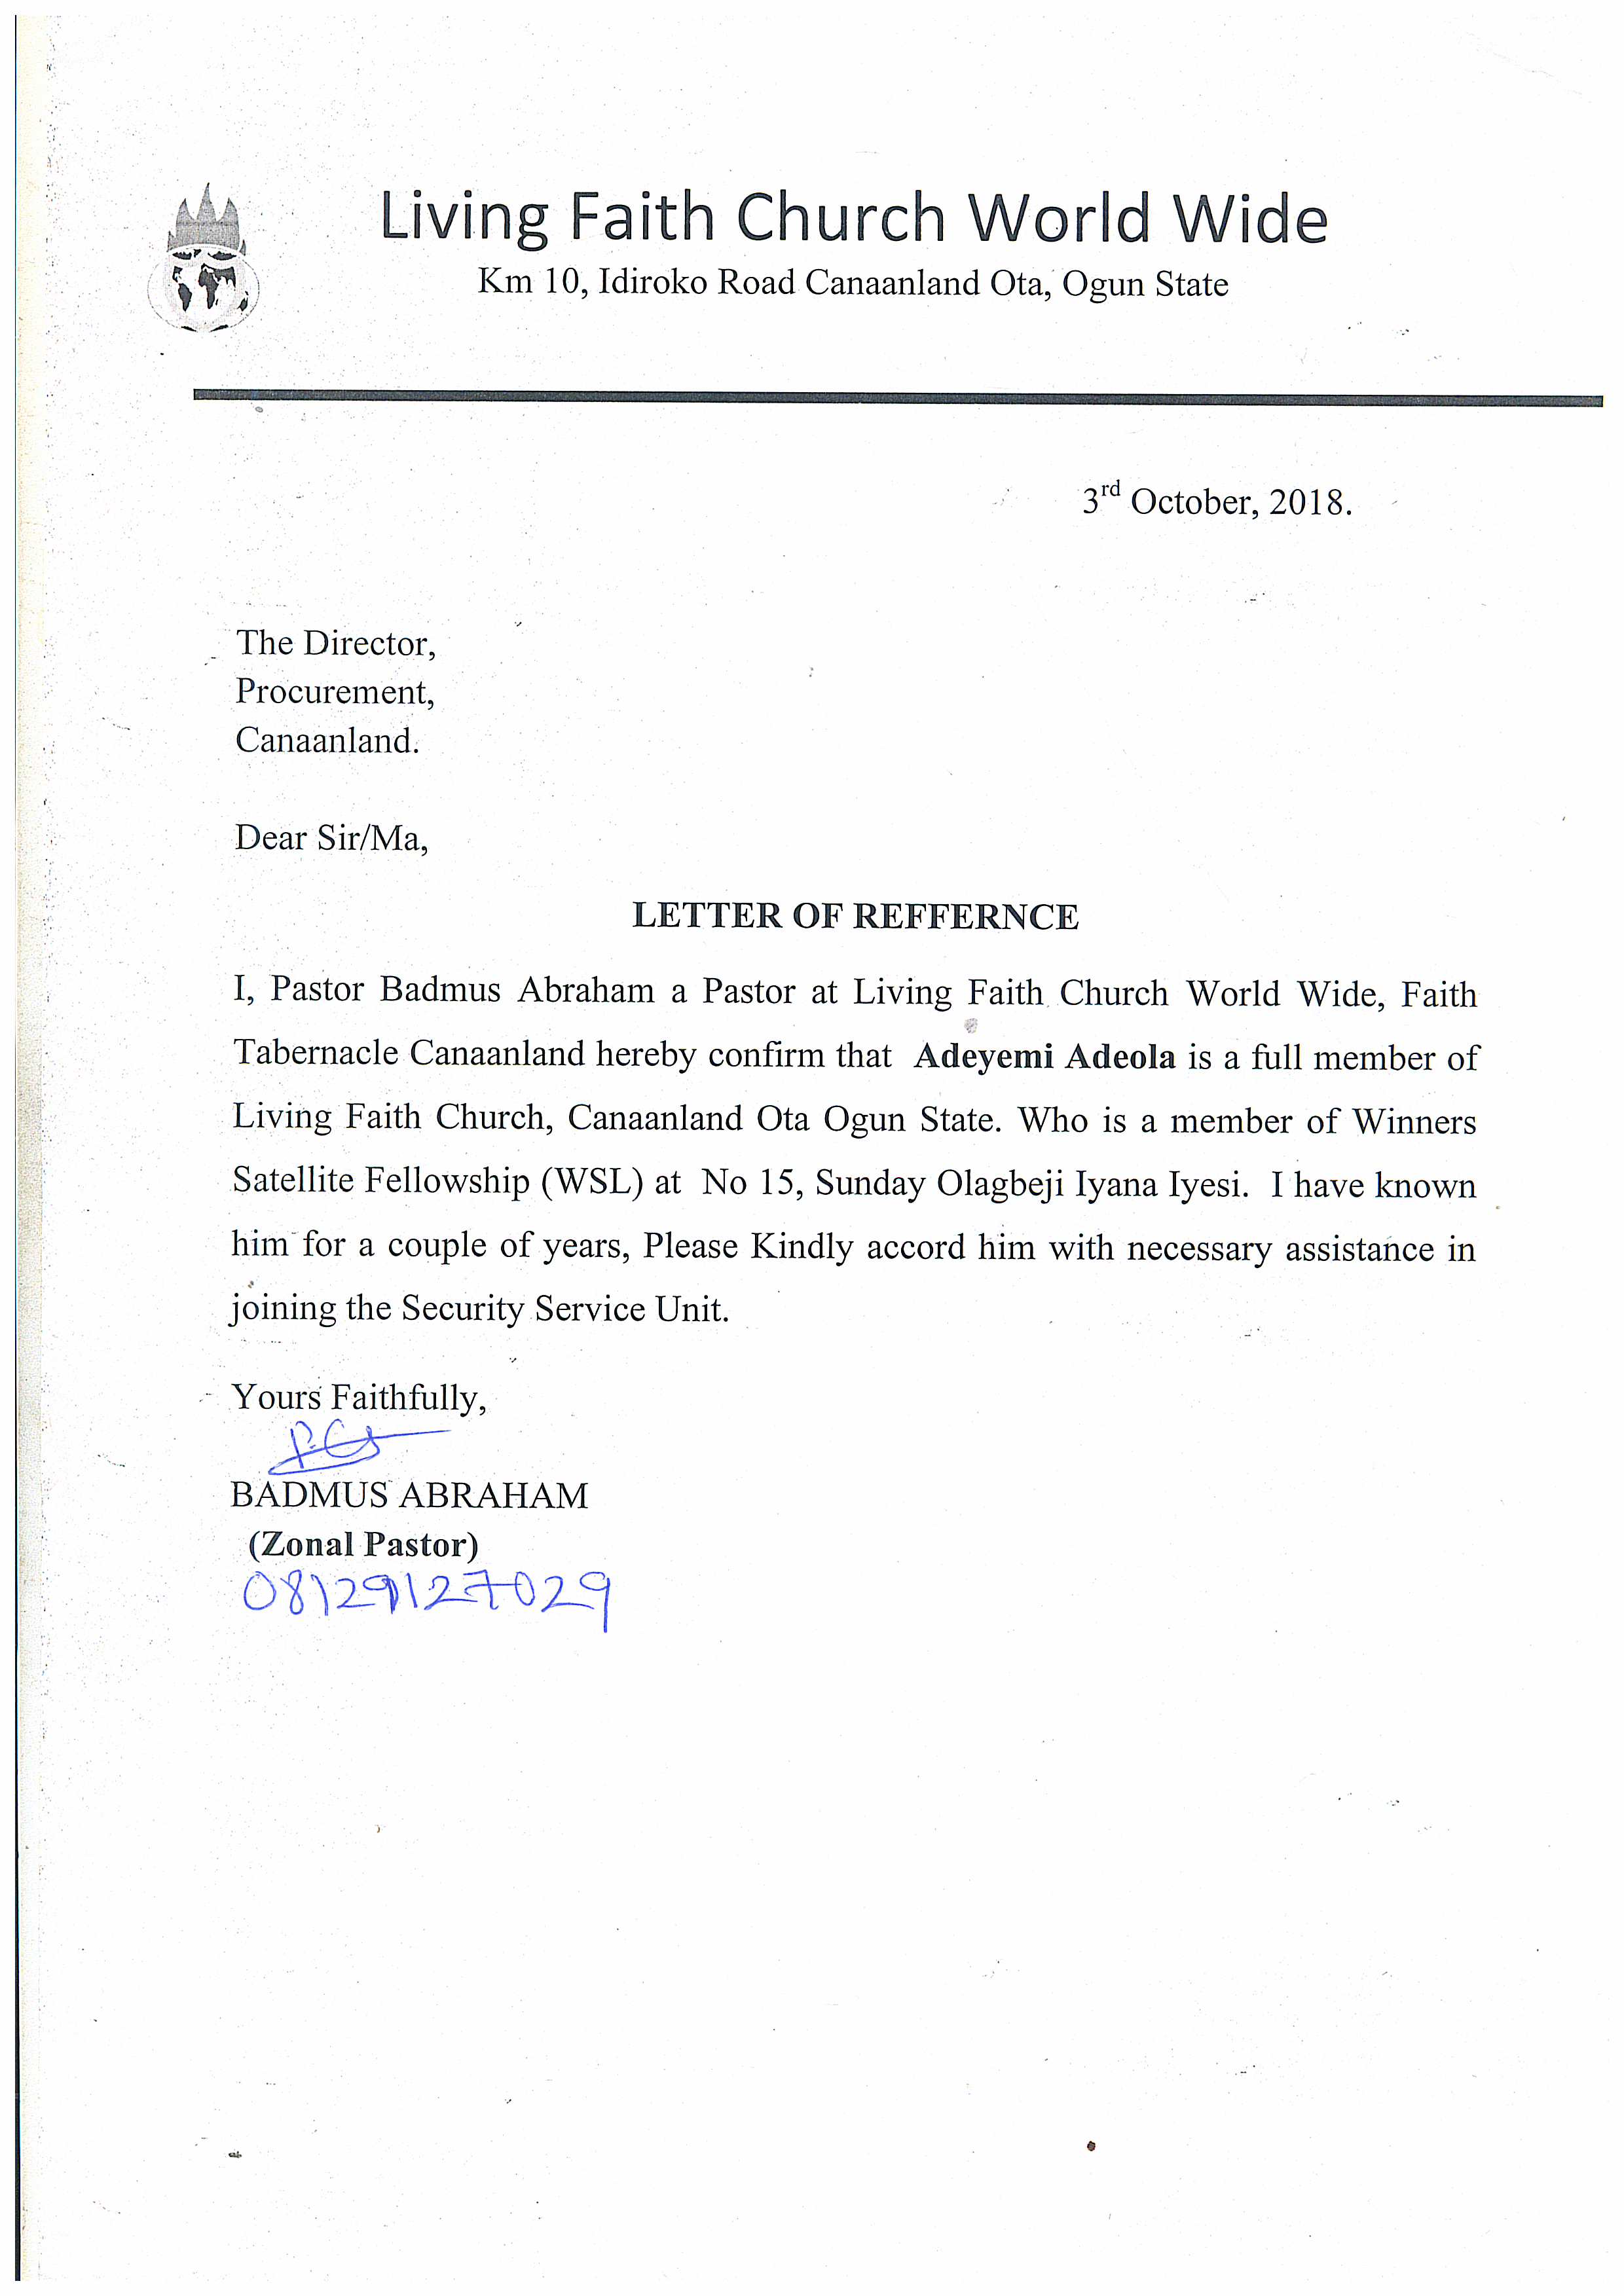 Living Faith Church World Wide
Km 10, Idiroko Road Canaanland Ota, Ogun State
3rd October, 2018.
The Director,
Procurement,
Canaanland.
Dear Sir/Ma,
LETTER OF REFFERNCE
I, Pastor Badmus Abraham a Pastor at Living Faith Church World Wide, Faith
Tabernacle Canaanland hereby confirm that Adeyemi Adeola is a full member of
Living Faith Church, Canaanland Ota Ogun State. Who is a member of Winners
Satellite Fellowship (WSL) at No 15, Sunday Olagbeji Iyana Iyesi. I have known
him for a couple of years, Please Kindly accord him with necessary assistance in
joining the Security Service Unit.
Yours Faithfully,
BADMUS ABRAHAM
(Zonal Pastor)
08129127029